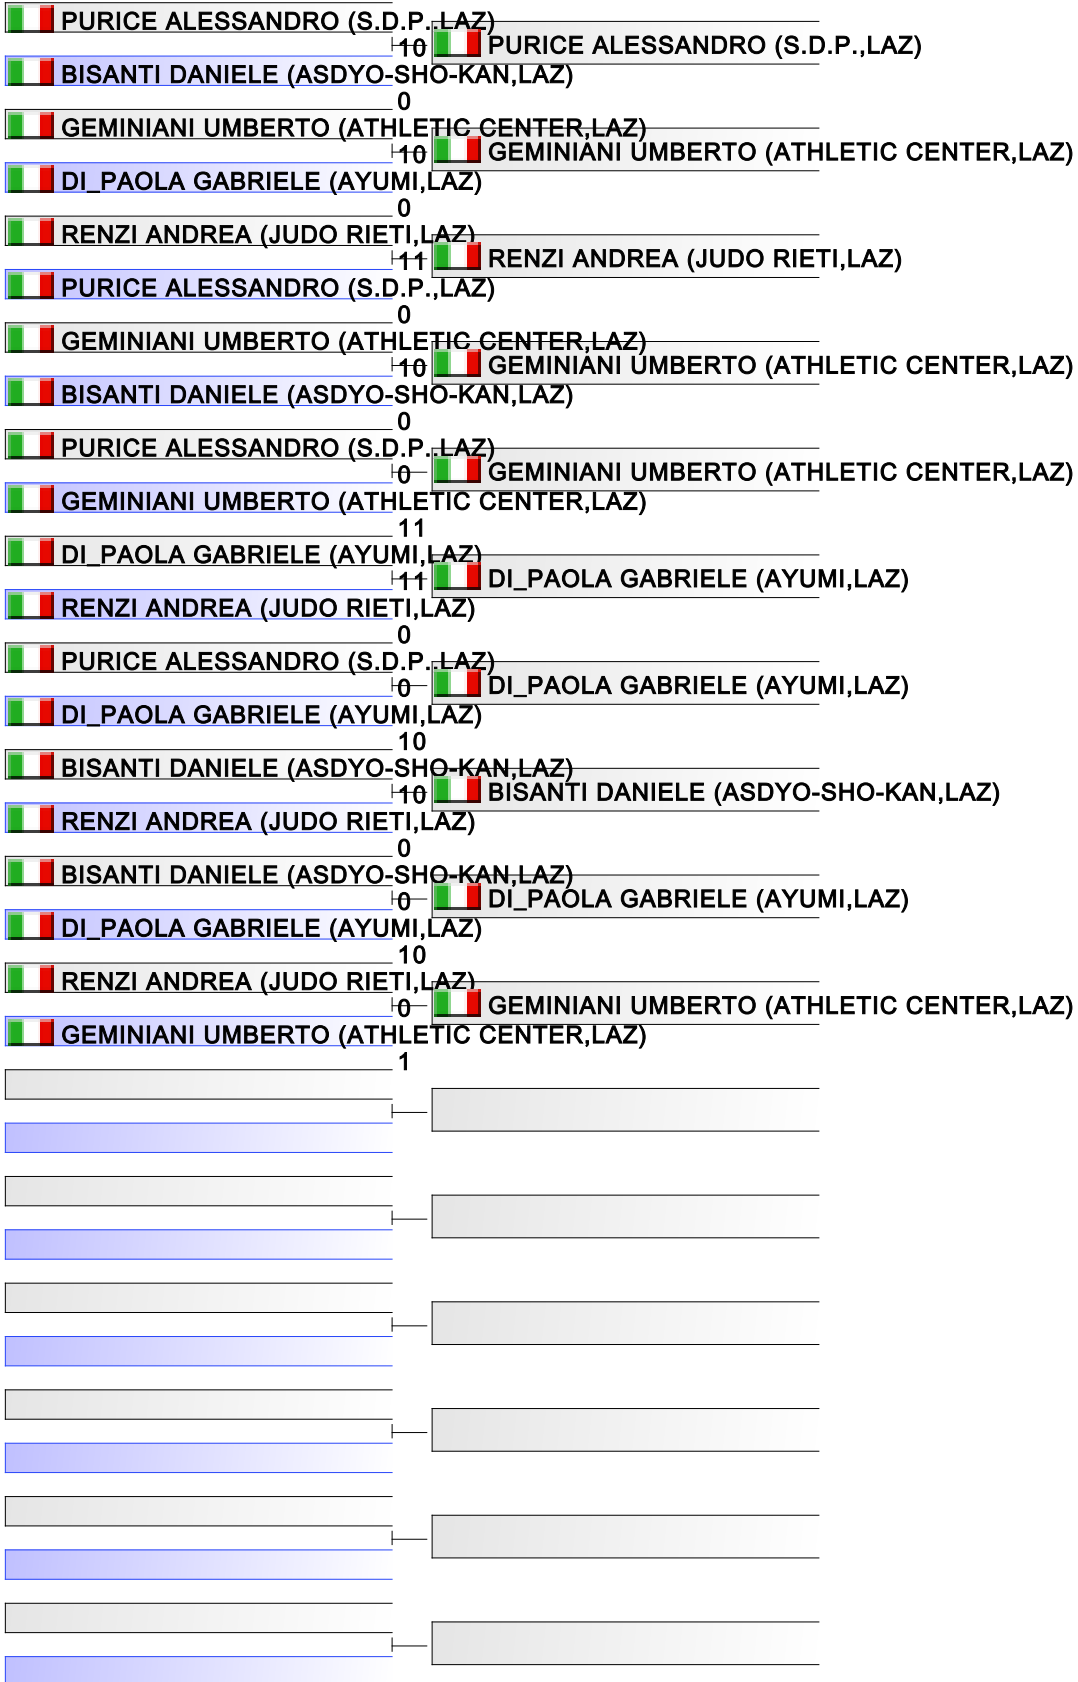 PURICE ALESSANDRO (S.D.P.,LAZ)
10
PURICE ALESSANDRO (S.D.P.,LAZ)
BISANTI DANIELE (ASDYO-SHO-KAN,LAZ)
0
GEMINIANI UMBERTO (ATHLETIC CENTER,LAZ)
10
GEMINIANI UMBERTO (ATHLETIC CENTER,LAZ)
DI_PAOLA GABRIELE (AYUMI,LAZ)
0
RENZI ANDREA (JUDO RIETI,LAZ)
11
RENZI ANDREA (JUDO RIETI,LAZ)
PURICE ALESSANDRO (S.D.P.,LAZ)
0
GEMINIANI UMBERTO (ATHLETIC CENTER,LAZ)
10
GEMINIANI UMBERTO (ATHLETIC CENTER,LAZ)
BISANTI DANIELE (ASDYO-SHO-KAN,LAZ)
0
PURICE ALESSANDRO (S.D.P.,LAZ)
0
GEMINIANI UMBERTO (ATHLETIC CENTER,LAZ)
GEMINIANI UMBERTO (ATHLETIC CENTER,LAZ)
11
DI_PAOLA GABRIELE (AYUMI,LAZ)
11
DI_PAOLA GABRIELE (AYUMI,LAZ)
RENZI ANDREA (JUDO RIETI,LAZ)
0
PURICE ALESSANDRO (S.D.P.,LAZ)
0
DI_PAOLA GABRIELE (AYUMI,LAZ)
DI_PAOLA GABRIELE (AYUMI,LAZ)
10
BISANTI DANIELE (ASDYO-SHO-KAN,LAZ)
10
BISANTI DANIELE (ASDYO-SHO-KAN,LAZ)
RENZI ANDREA (JUDO RIETI,LAZ)
0
BISANTI DANIELE (ASDYO-SHO-KAN,LAZ)
0
DI_PAOLA GABRIELE (AYUMI,LAZ)
DI_PAOLA GABRIELE (AYUMI,LAZ)
10
RENZI ANDREA (JUDO RIETI,LAZ)
0
GEMINIANI UMBERTO (ATHLETIC CENTER,LAZ)
GEMINIANI UMBERTO (ATHLETIC CENTER,LAZ)
1